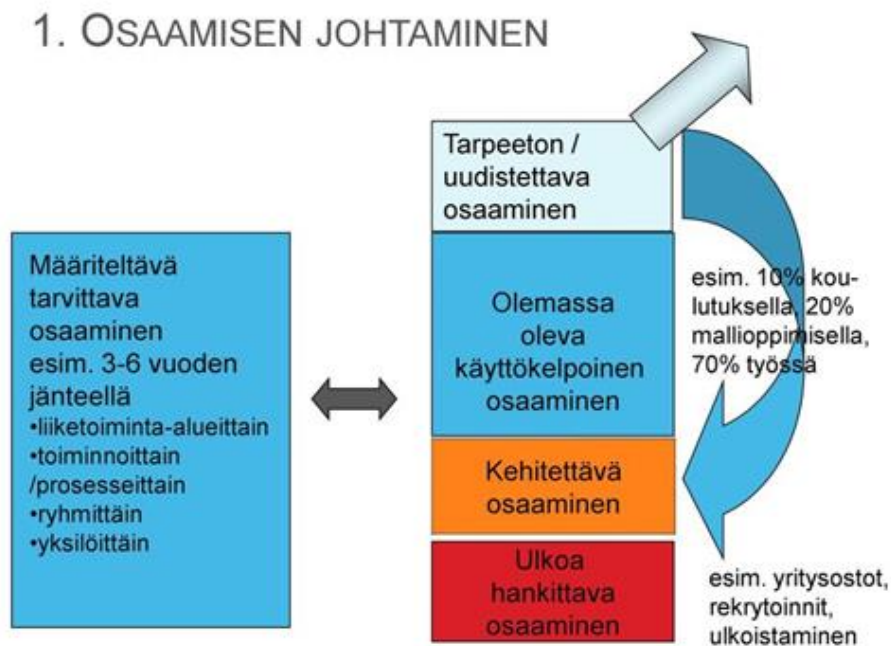 1. OSAAMISEN JOHTAMINEN
Määriteltävä
tarvittava
osaaminen
esim. 3-6 vuoden
jänteellä
•liiketoiminta-alueittain
•toiminnoittain
/prosesseittain
•ryhmittäin
•yksilöittäin
Tarpeeton /
uudistettava
osaaminen
Olemassa
oleva
käyttökelpoinen
osaaminen
Kehitettävä
osaaminen
Ulkoa
hankittava
osaaminen
esim. 10% kou-
lutuksella, 20%
mallioppimisella,
70% työssä
esim. yritysostot,
rekrytoinnit,
ulkoistaminen